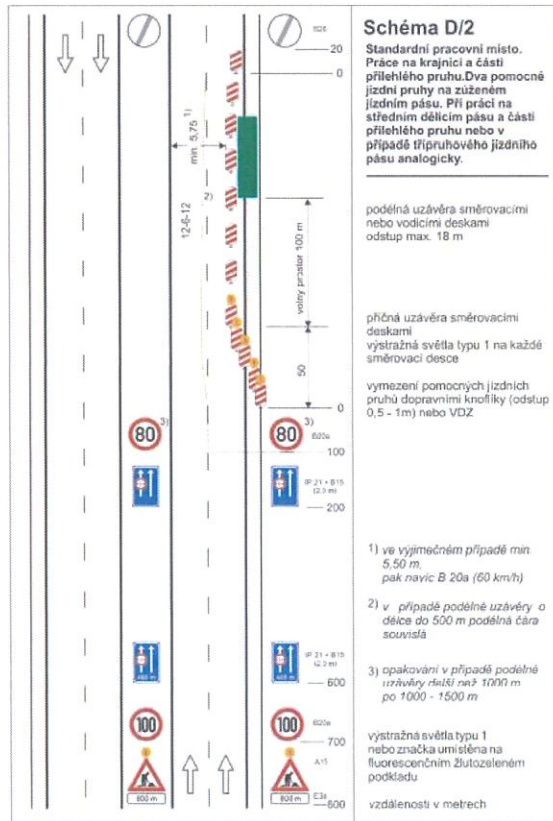 Schéma D/2
Standardní pracovní místo.
Práce na krajnici a části
přilehlého pruhu.Dva pomocné
jízdní pruhy na zúženém
jízdním pásu. Při práci na
středním dělicím pásu a části
přilehlého pruhu nebo v
případě třípruhového jízdního
pásu analogicky.
podélná uzávěra směrovacími
nebo vodicími deskami
odstup max. 18 m
příčná uzávěra směrovacími
deskami
výstražná světla typu 1 na každé
směrovací desce
vymezení pomocných jízdních
pruhů dopravními knoflíky (odstup
0,5 - 1m) nebo VDZ
1) ve výjimečném případě min
5,50 m,
pak navíc B 20a (60 km/h)
2) v případě podélné uzávěry o
délce do 500 m podélná čára
souvislá
3) opakování v případě podélné
uzávěry delší než 1000 m
po 1000 - 1500 m
výstražná světla typu 1
nebo značka umístěna na
fluorescenčním žlutozeleném
podkladu
vzdálenosti v metrech
B26
20
0
min. 5,75 1)
2)
12-6-12
volný prostor 100 m
50
0
80 3)
80 3)
B20a
100
IP 21 + B15
(2,0 m)
200
IP 21 + B15
(2,0 m)
400 m
400 m
600
100
100
B20a
700
A15
800 m
800 m
E3a
800